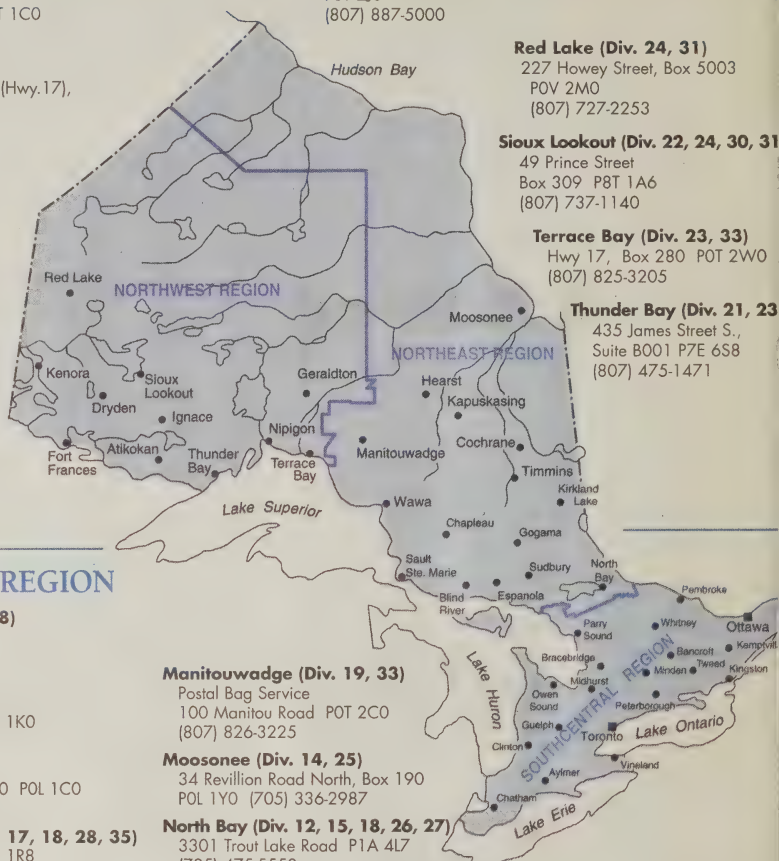 1C0
(807) 887-5000
(Hwy.17),
Red Lake (Div. 24, 31)
227 Howey Street, Box 5003
P0V 2M0
(807) 727-2253
Sioux Lookout (Div. 22, 24, 30, 31
49 Prince Street
Box 309 P8T 1A6
(807) 737-1140
Terrace Bay (Div. 23, 33)
Hwy 17, Box 280 P0T 2W0
(807) 825-3205
Thunder Bay (Div. 21, 23
435 James Street S.,
Suite B001 P7E 6S8
(807) 475-1471
Hudson Bay
Red Lake
NORTHWEST REGION
Moosonee
NORTHEAST REGION
Kenora
Sioux
Lookout
Geraldton
Hearst
Dryden
Ignace
Kapuskasing
Nipigon
Cochrane
Fort
Frances
Atikokan
Thunder
Bay
Terrace
Bay
Manitouwadge
Timmins
Kirkland
Lake
Wawa
Lake Superior
Chapleau
Gogama
Sault
Ste. Marie
Sudbury
North
Bay
Blind
River
Espanola
Pembroke
Parry
Sound
Whitney
Ottawa
Bracebridge
Bancroft
Kemptvill
Minden
Tweed
Kingston
Lake Huron
Owen
Sound
Midhurst
Peterborough
SOUTHCENTRAL REGION
Guelph
Toronto
Lake Ontario
Clinton
Vineland
Aylmer
Chatham
Lake Erie
REGION
8)
1K0
P0L 1C0
17, 18, 28, 35)
1R8
Manitouwadge (Div. 19, 33)
Postal Bag Service
100 Manitou Road P0T 2C0
(807) 826-3225
Moosonee (Div. 14, 25)
34 Revillion Road North, Box 190
P0L 1Y0 (705) 336-2987
North Bay (Div. 12, 15, 18, 26, 27)
3301 Trout Lake Road P1A 4L7